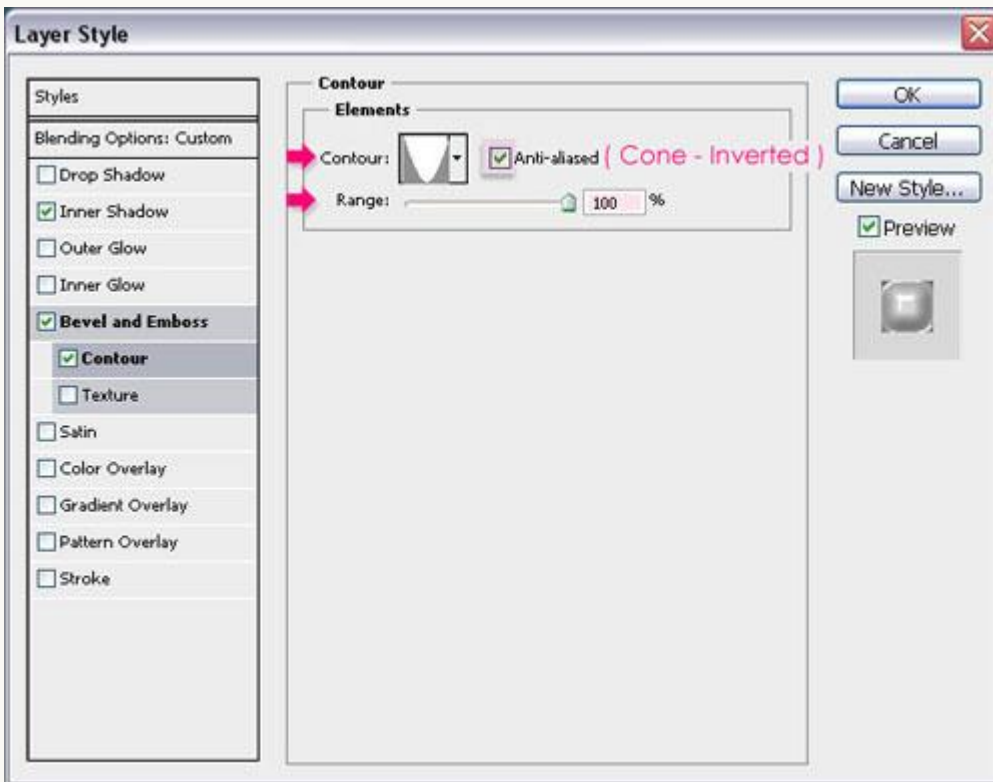 Layer Style
Styles
Blending Options: Custom
Drop Shadow
Inner Shadow
Outer Glow
Inner Glow
Bevel and Emboss
Contour
Texture
Satin
Color Overlay
Gradient Overlay
Pattern Overlay
Stroke
Contour
Elements
Contour: Anti-aliased ( Cone - Inverted )
Range: 100 %
OK
Cancel
New Style...
Preview